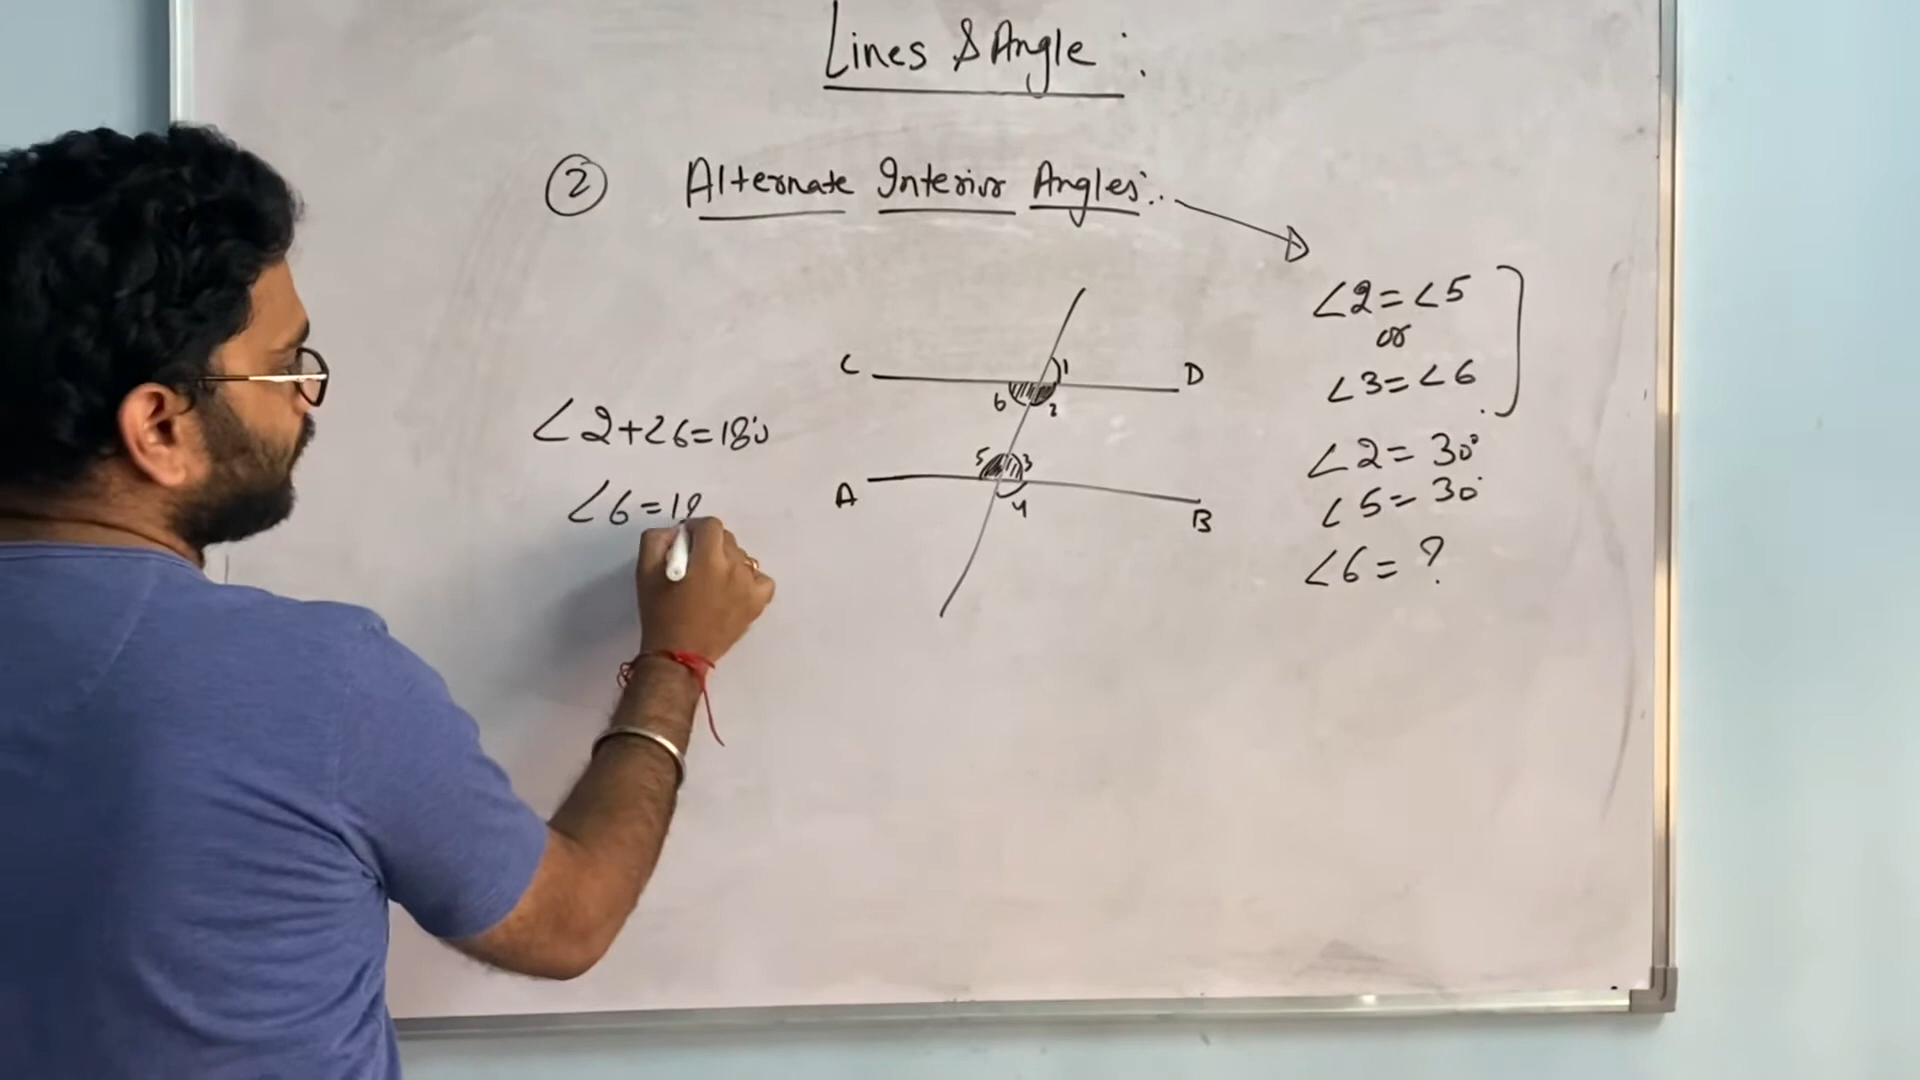 Lines & Angle :
② Alternate Interior Angles:.
∠2=∠5
or
∠3=∠6
∠2=30°
∠5=30°
∠6=?
∠2+∠6=180
∠6=18
C
1
D
6
2
5
3
A
4
B